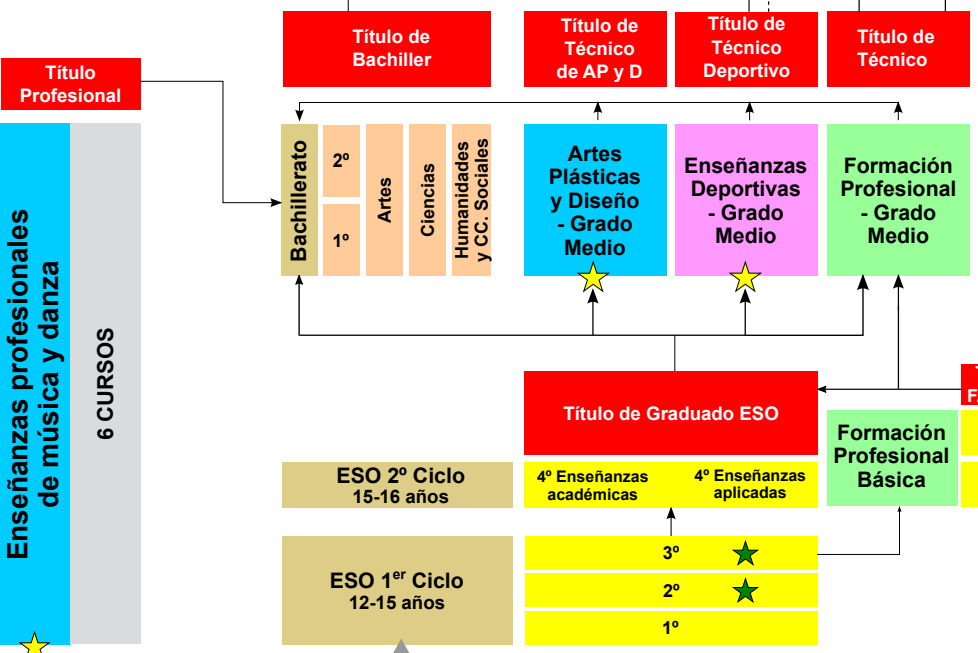 Título de
Bachiller
Título de
Técnico
de AP y D
Título de
Técnico
Deportivo
Título de
Técnico
Título
Profesional
Bachillerato
2º
1º
Artes
Ciencias
Humanidades
y CC. Sociales
Artes
Plásticas
y Diseño
- Grado
Medio
Enseñanzas
Deportivas
- Grado
Medio
Formación
Profesional
- Grado
Medio
Enseñanzas profesionales
de música y danza
6 CURSOS
Título de Graduado ESO
Formación
Profesional
Básica
ESO 2º Ciclo
15-16 años
4º Enseñanzas
académicas
4º Enseñanzas
aplicadas
ESO 1er Ciclo
12-15 años
3º
2º
1º